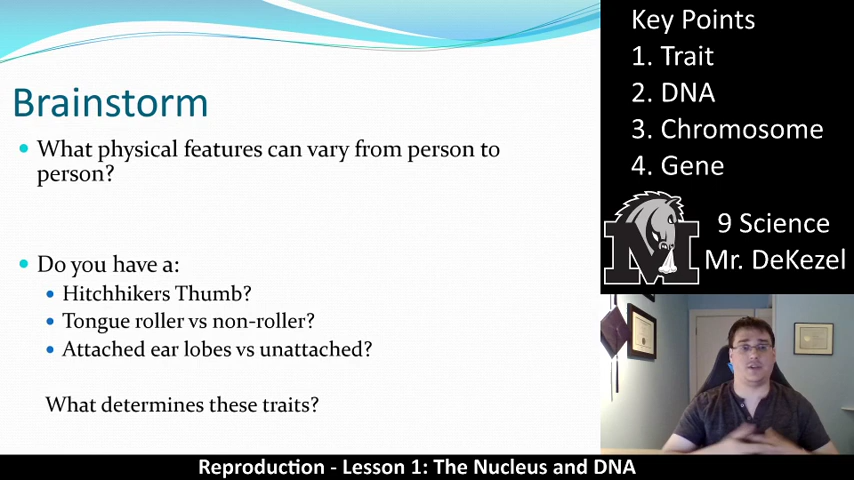 Brainstorm
What physical features can vary from person to
person?
Do you have a:
Hitchhikers Thumb?
Tongue roller vs non-roller?
Attached ear lobes vs unattached?
What determines these traits?
Key Points
1. Trait
2. DNA
3. Chromosome
4. Gene
M
9 Science
Mr. DeKezel
Reproduction - Lesson 1: The Nucleus and DNA